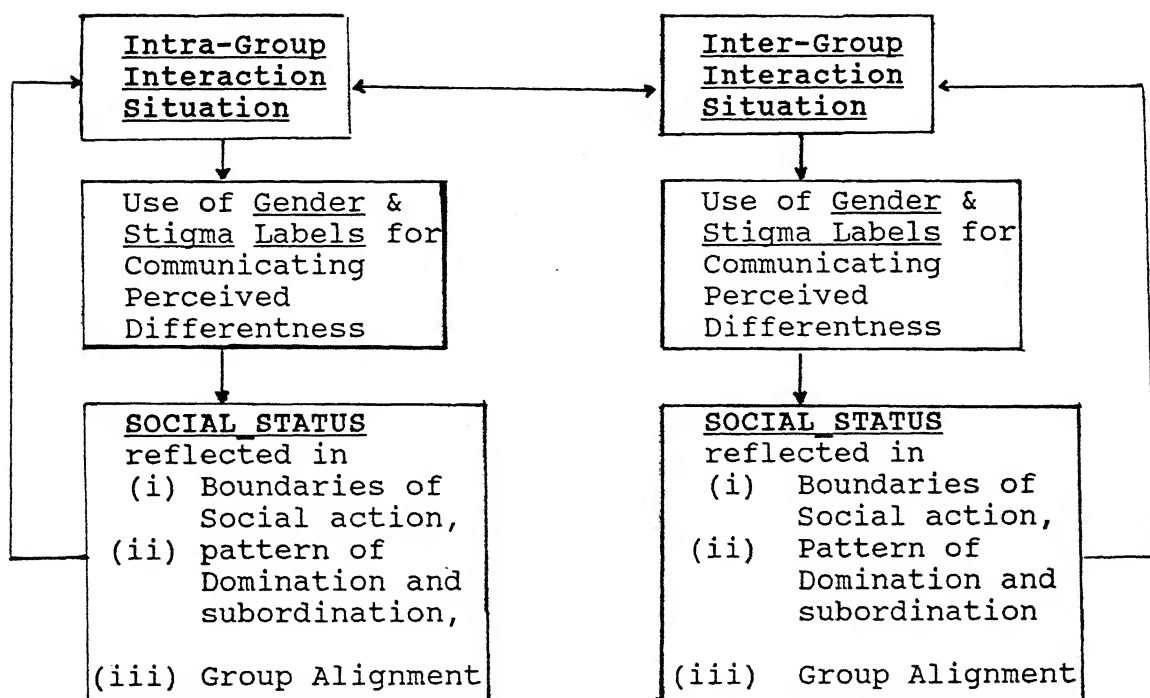 Intra-Group
Interaction
Situation
Use of Gender &
Stigma Labels for
Communicating
Perceived
Differentness
SOCIAL STATUS
reflected in
(i) Boundaries of
Social action,
(ii) pattern of
Domination and
subordination,
(iii) Group Alignment
Inter-Group
Interaction
Situation
Use of Gender &
Stigma Labels for
Communicating
Perceived
Differentness
SOCIAL STATUS
reflected in
(i) Boundaries of
Social action,
(ii) Pattern of
Domination and
subordination
(iii) Group Alignment